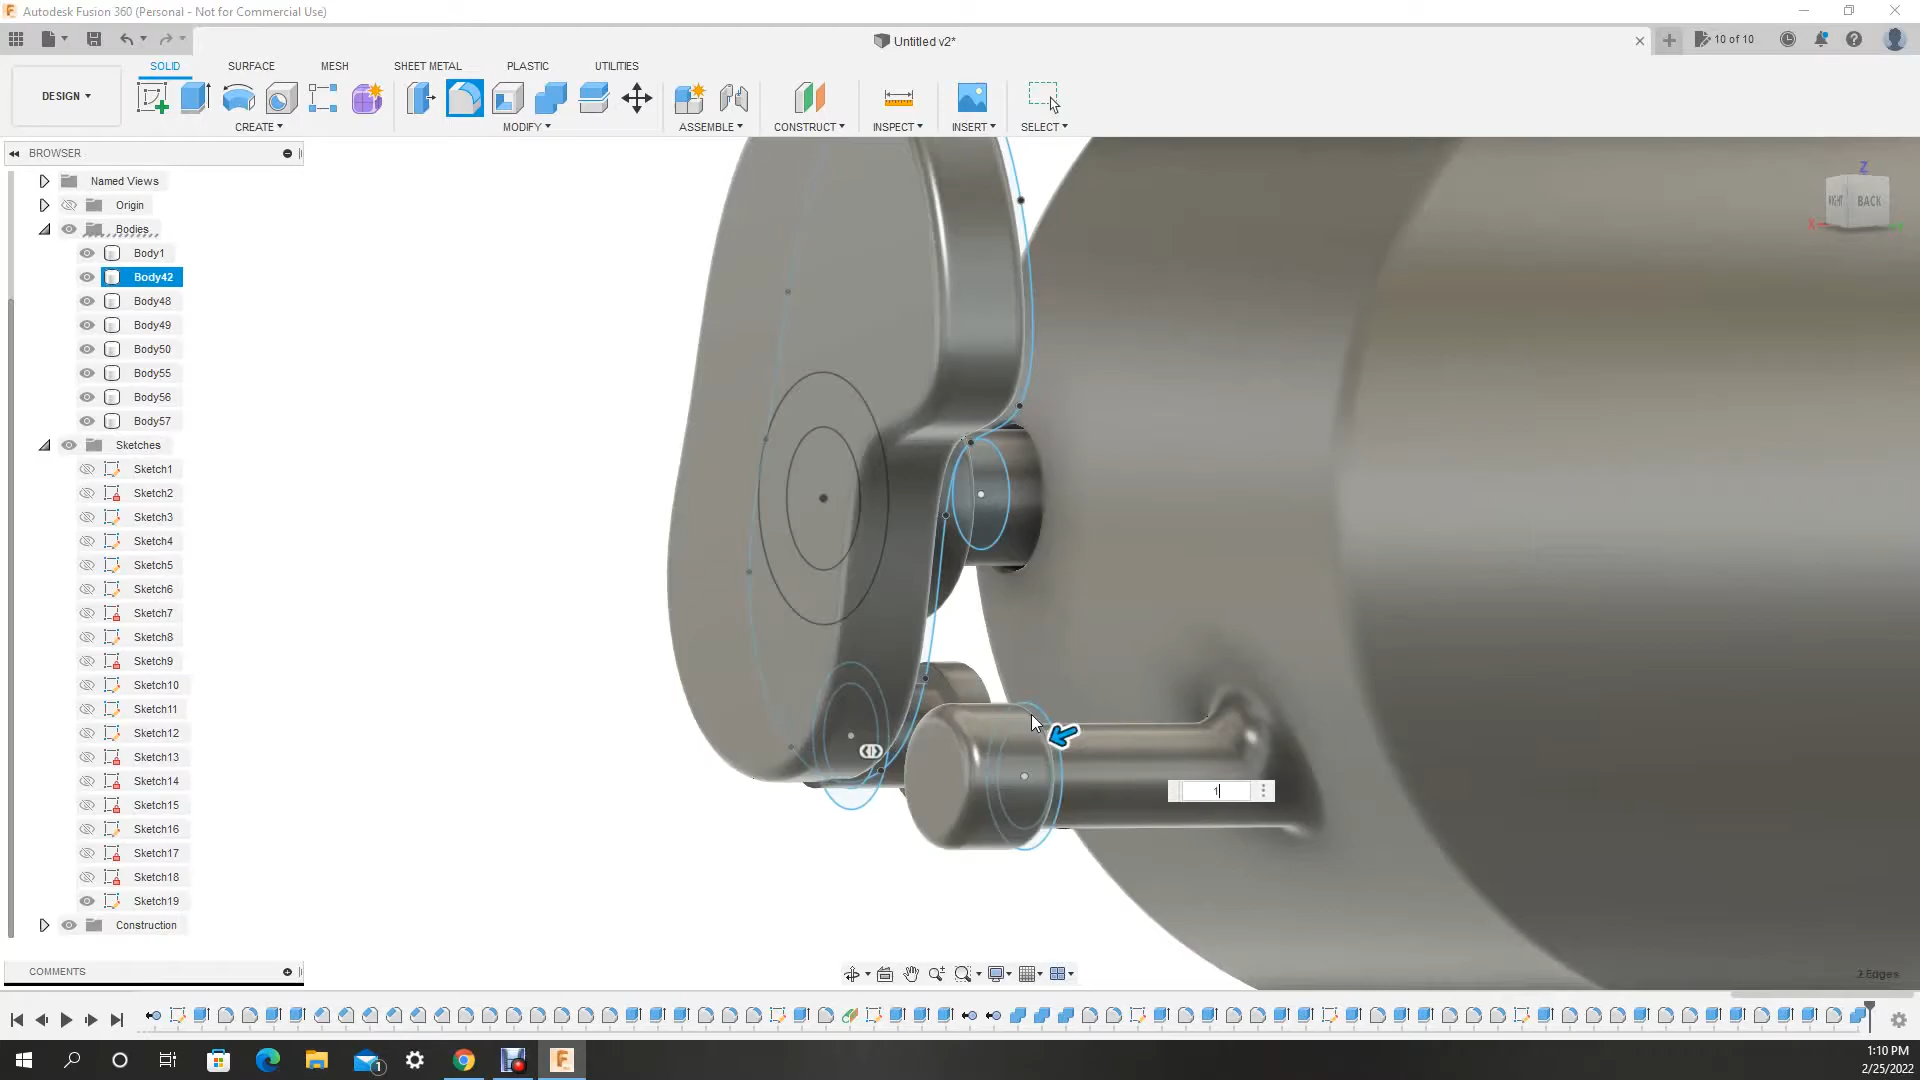 Autodesk Fusion 360 (Personal - Not for Commercial Use)
Untitled v2*
10 of 10
DESIGN
SOLID
SURFACE
MESH
SHEET METAL
PLASTIC
UTILITIES
CREATE
MODIFY
ASSEMBLE
CONSTRUCT
INSPECT
INSERT
SELECT
BROWSER
Named Views
Origin
Bodies
Body1
Body42
Body48
Body49
Body50
Body55
Body56
Body57
Sketches
Sketch1
Sketch2
Sketch3
Sketch4
Sketch5
Sketch6
Sketch7
Sketch8
Sketch9
Sketch10
Sketch11
Sketch12
Sketch13
Sketch14
Sketch15
Sketch16
Sketch17
Sketch18
Sketch19
Construction
Z
RIGHT
BACK
X
1
COMMENTS
1
1:10 PM
2/25/2022